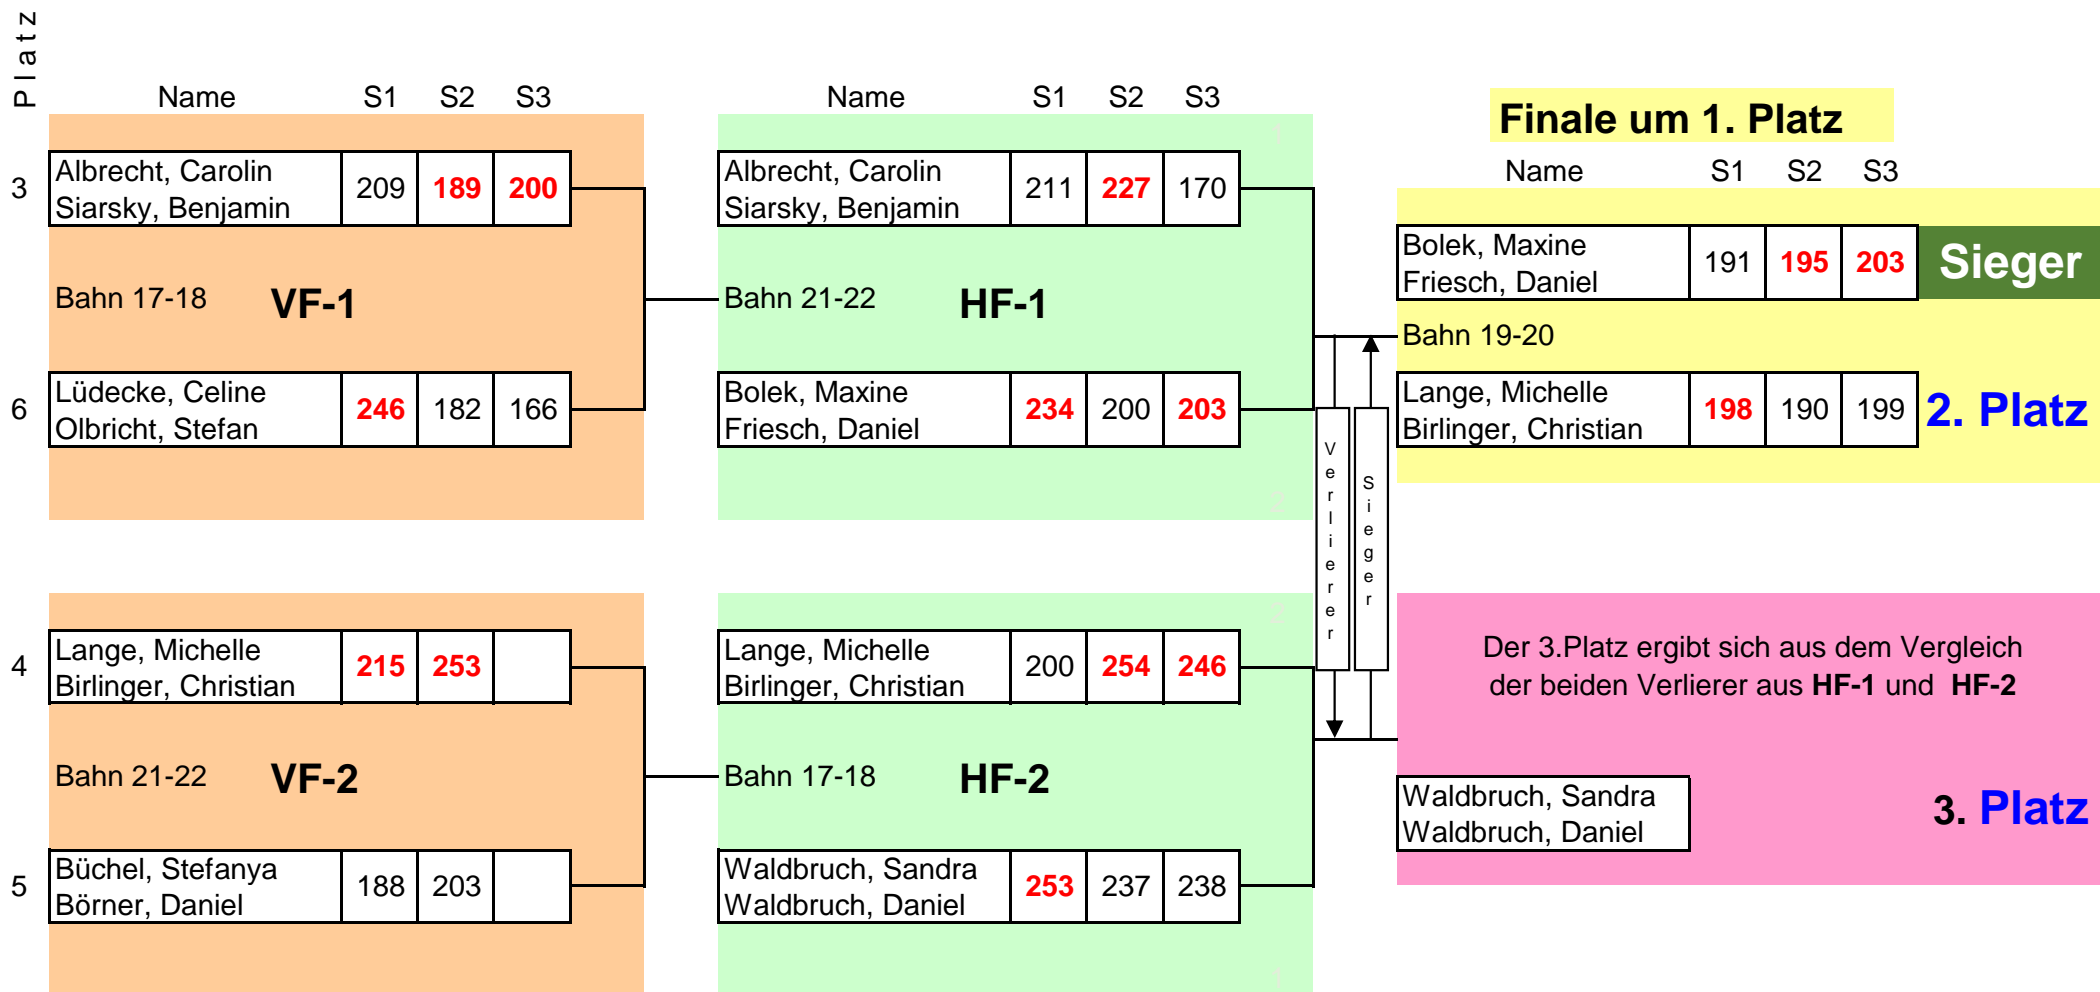 Platz
Name S1 S2 S3
Albrecht, Carolin
Siarsky, Benjamin
3 209 189 200
Bahn 17-18 VF-1
Lüdecke, Celine
Olbricht, Stefan
6 246 182 166
Lange, Michelle
Birlinger, Christian
4 215 253
Bahn 21-22 VF-2
Büchel, Stefanya
Börner, Daniel
5 188 203
Name S1 S2 S3
1
Albrecht, Carolin
Siarsky, Benjamin
211 227 170
Bahn 21-22 HF-1
Bolek, Maxine
Friesch, Daniel
234 200 203
2
2
Lange, Michelle
Birlinger, Christian
200 254 246
Bahn 17-18 HF-2
Waldbruch, Sandra
Waldbruch, Daniel
253 237 238
1
Verlierer
Sieger
Finale um 1. Platz
Name S1 S2 S3
Bolek, Maxine
Friesch, Daniel
191 195 203 Sieger
Bahn 19-20
Lange, Michelle
Birlinger, Christian
198 190 199 2. Platz
Der 3.Platz ergibt sich aus dem Vergleich
der beiden Verlierer aus HF-1 und HF-2
Waldbruch, Sandra
Waldbruch, Daniel
3. Platz